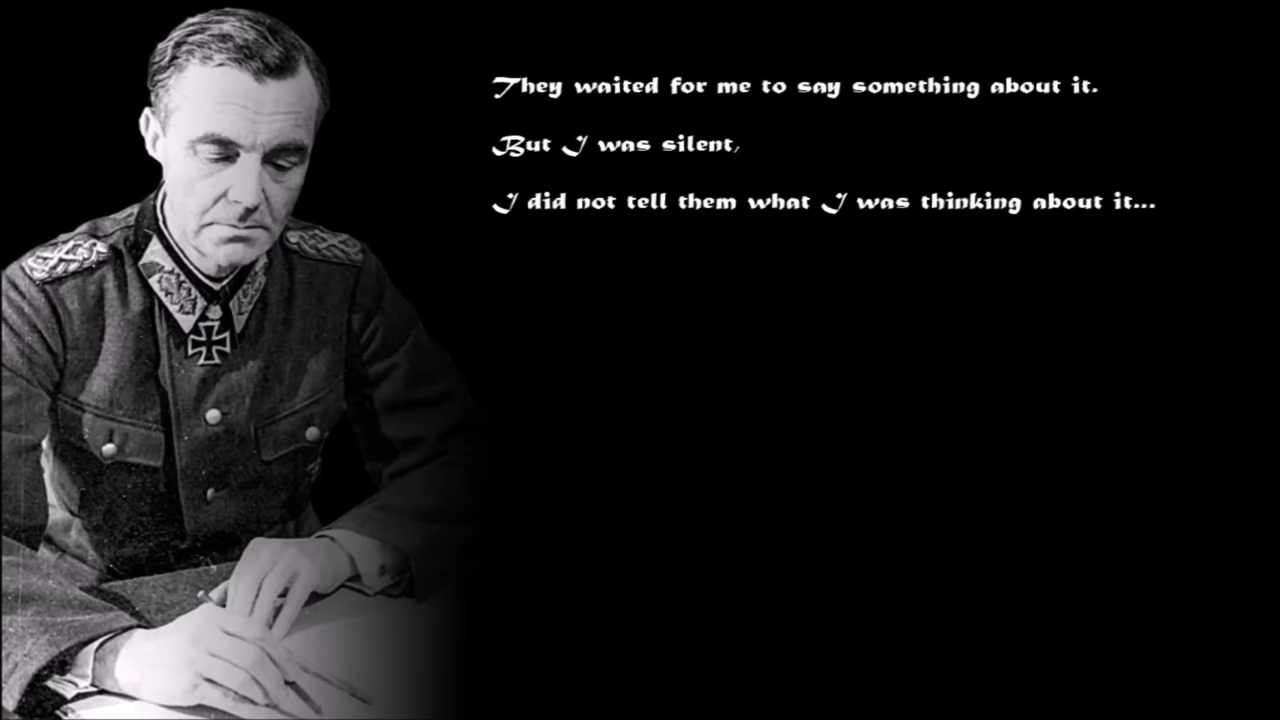 They waited for me to say something about it.
But I was silent,
I did not tell them what I was thinking about it...